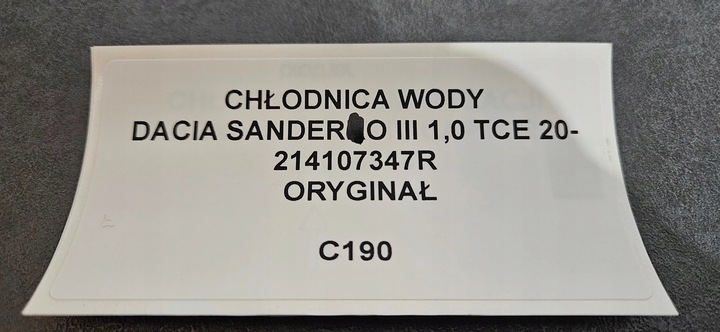 CHŁODNICA WODY
DACIA SANDERO III 1,0 TCE 20-
214107347R
ORYGINAŁ
C190